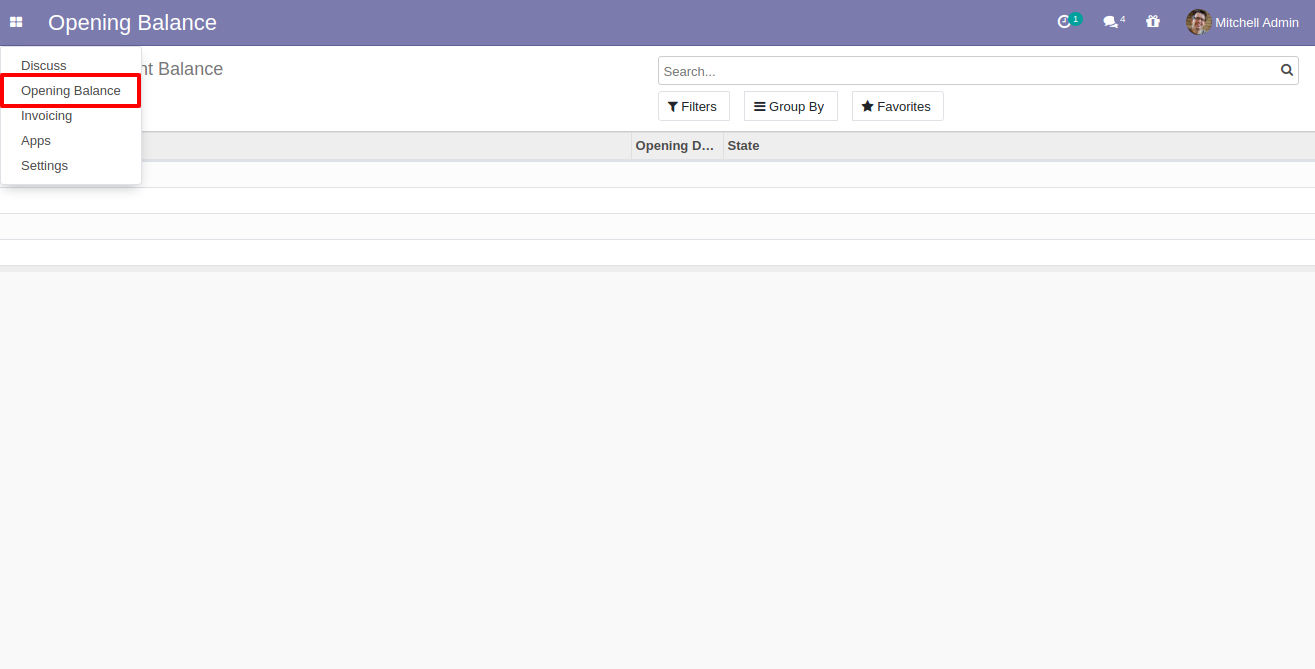 Opening Balance
1
4
Mitchell Admin
Discuss
Opening Balance
Invoicing
Apps
Settings
nt Balance
Search...
Filters
Group By
Favorites
Opening D...
State